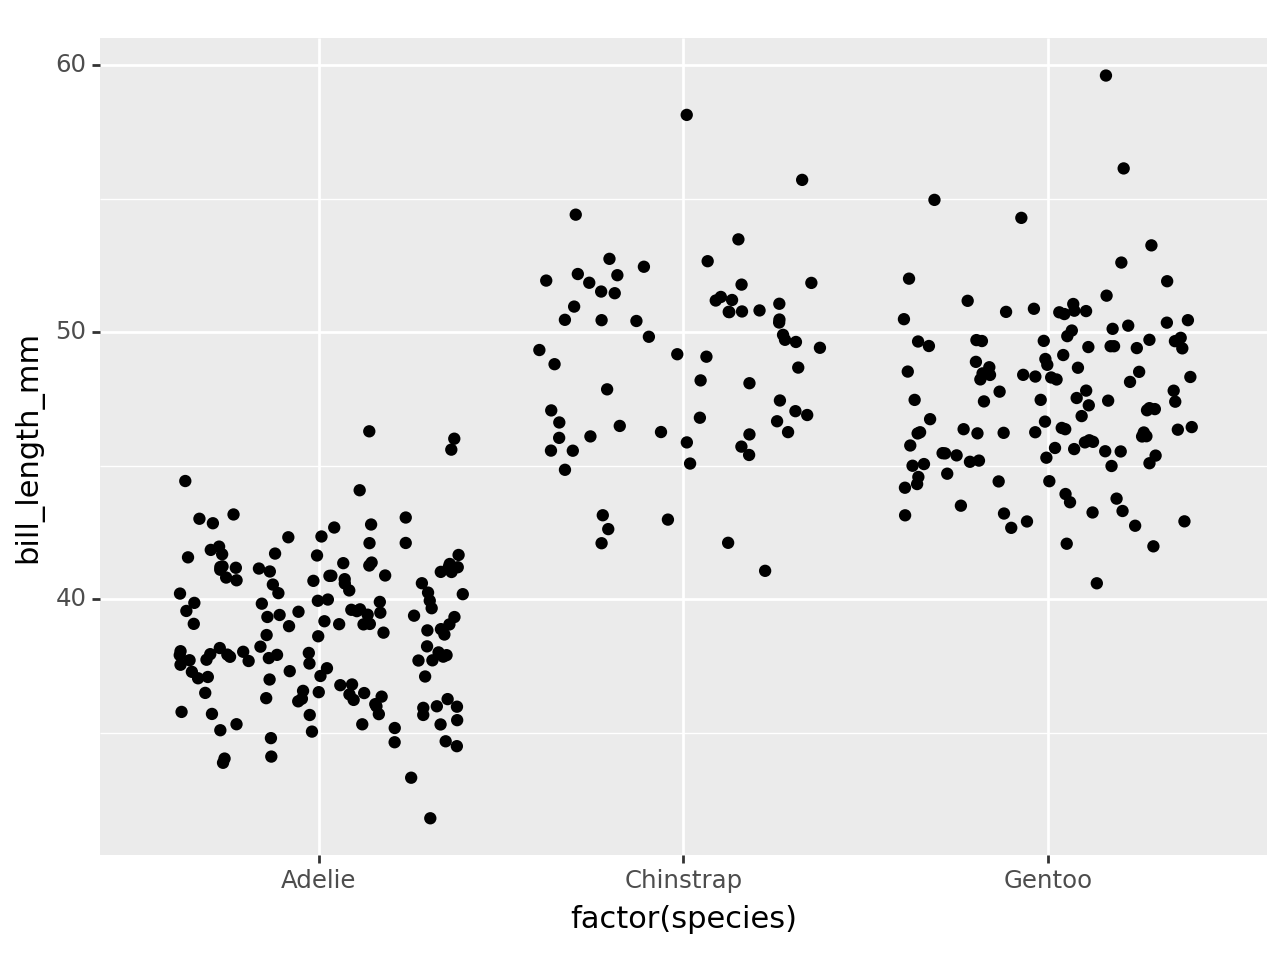 60
50
40
bill_length_mm
Adelie
Chinstrap
Gentoo
factor(species)